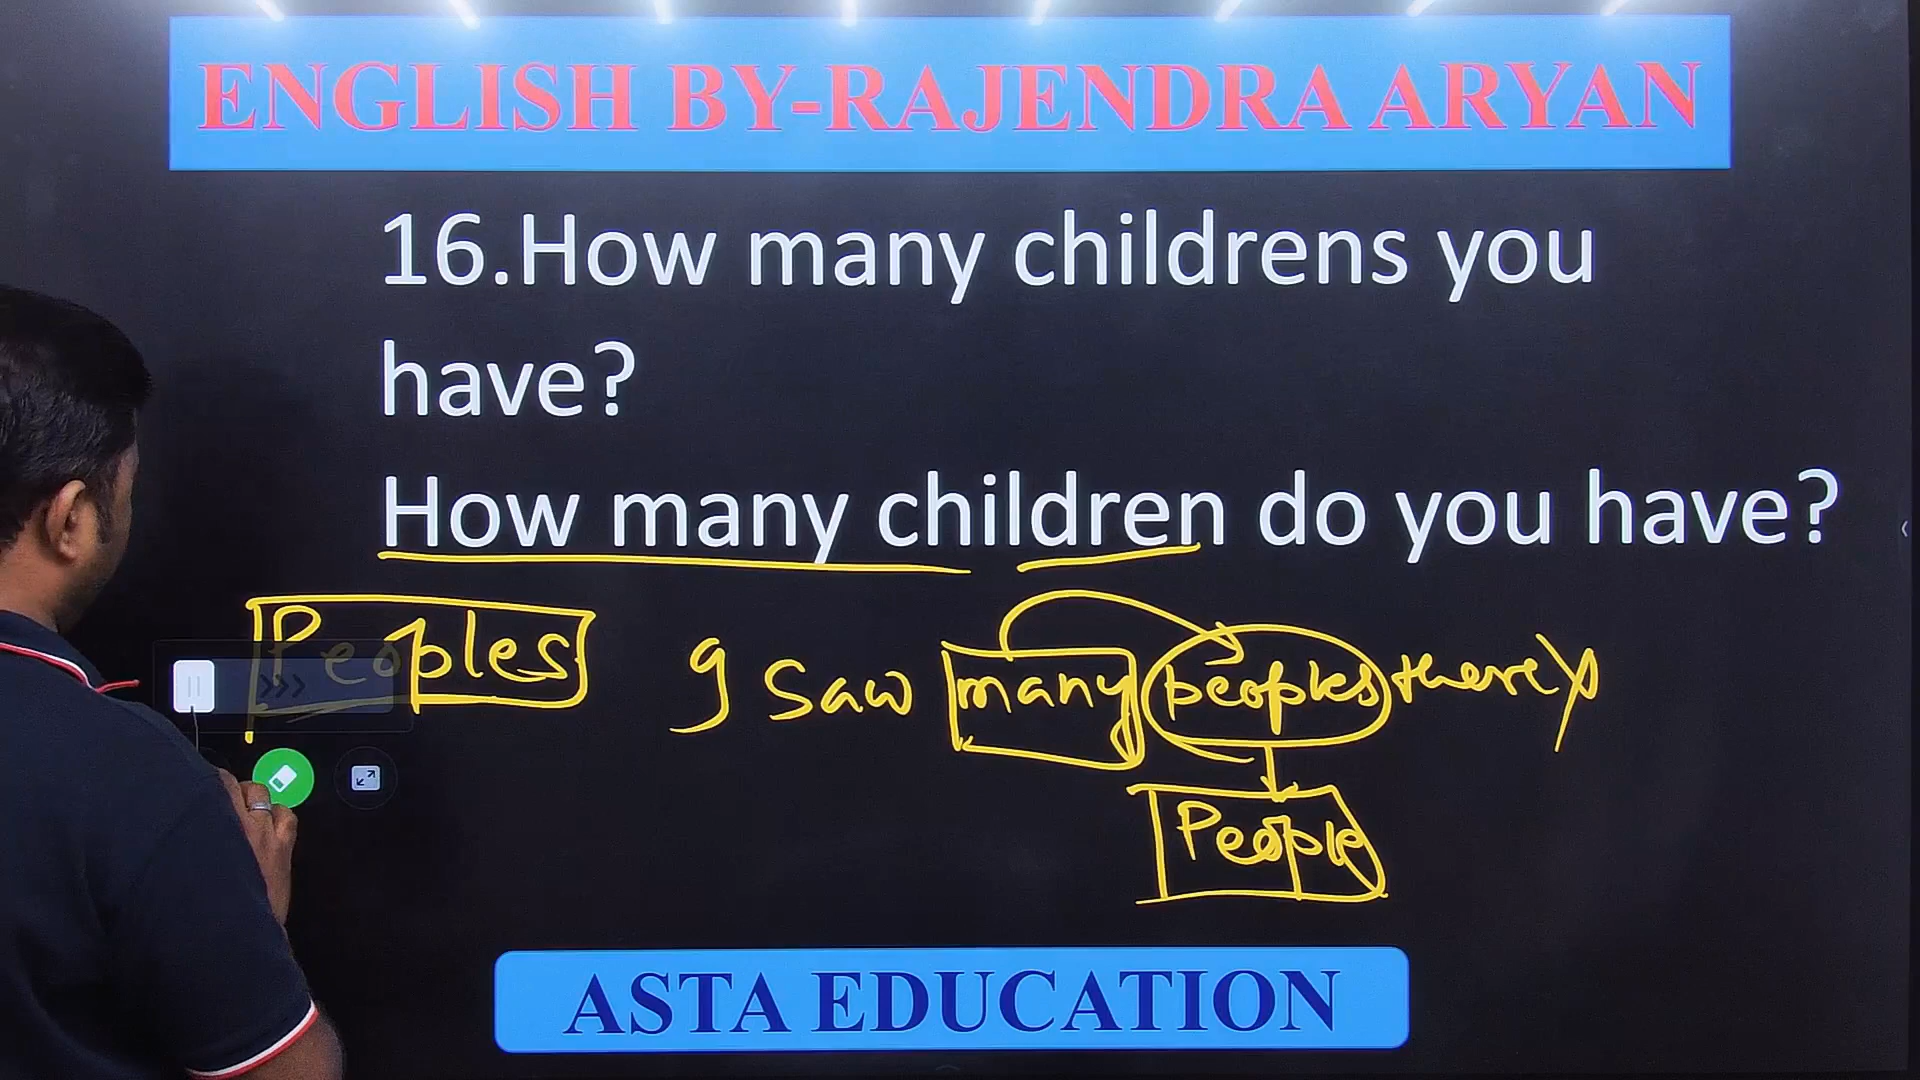 ENGLISH BY-RAJENDRA ARYAN
16.How many childrens you
have?
How many children do you have?
Peoples I saw many peoples there
People
ASTA EDUCATION